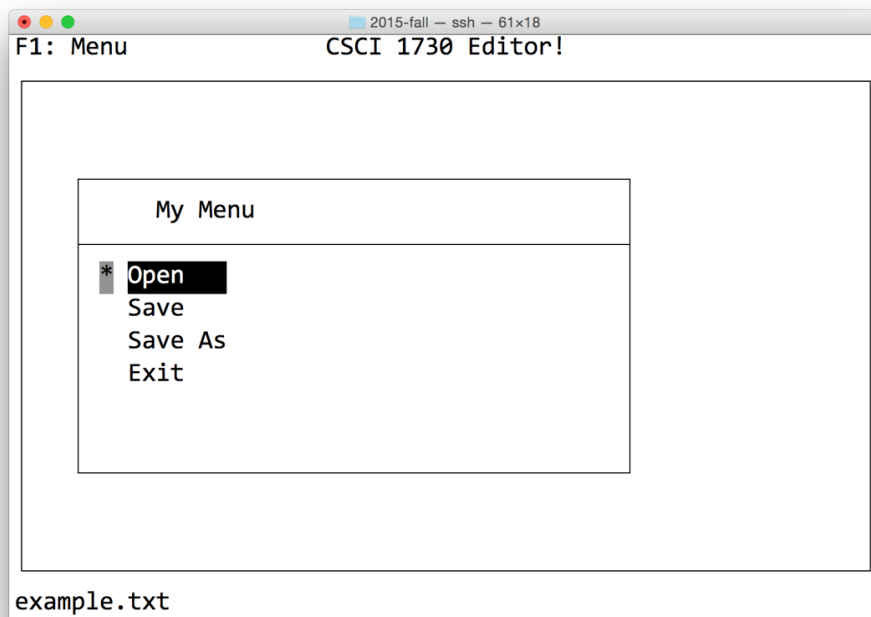 2015-fall — ssh — 61×18
F1: Menu CSCI 1730 Editor!
My Menu
* Open
Save
Save As
Exit
example.txt